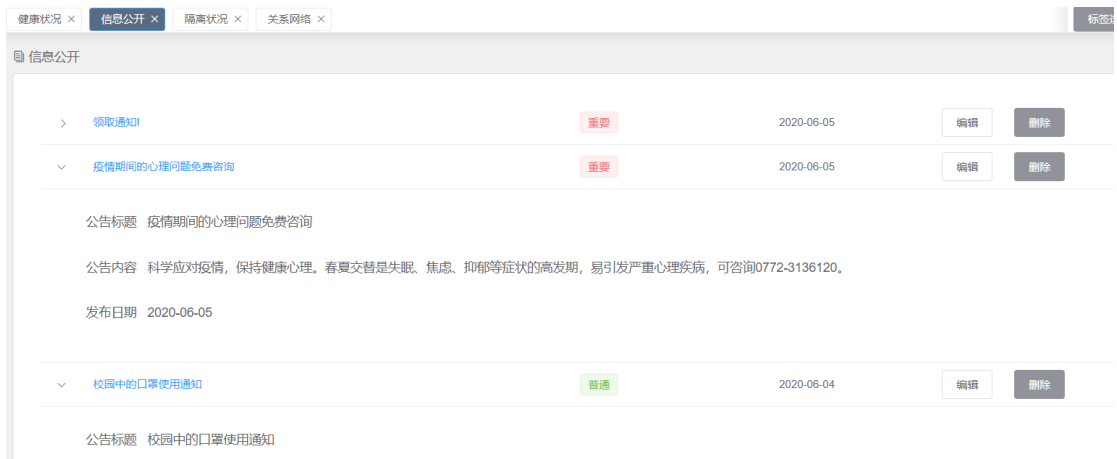 健康状况 × 信息公开 × 隔离状况 × 关系网络 × 标签选
信息公开
领取通知! 重要 2020-06-05 编辑 删除
疫情期间的心理问题免费咨询 重要 2020-06-05 编辑 删除
公告标题 疫情期间的心理问题免费咨询
公告内容 科学应对疫情，保持健康心理。春夏交替是失眠、焦虑、抑郁等症状的高发期，易引发严重心理疾病，可咨询0772-3136120。
发布日期 2020-06-05
校园中的口罩使用通知 普通 2020-06-04 编辑 删除
公告标题 校园中的口罩使用通知